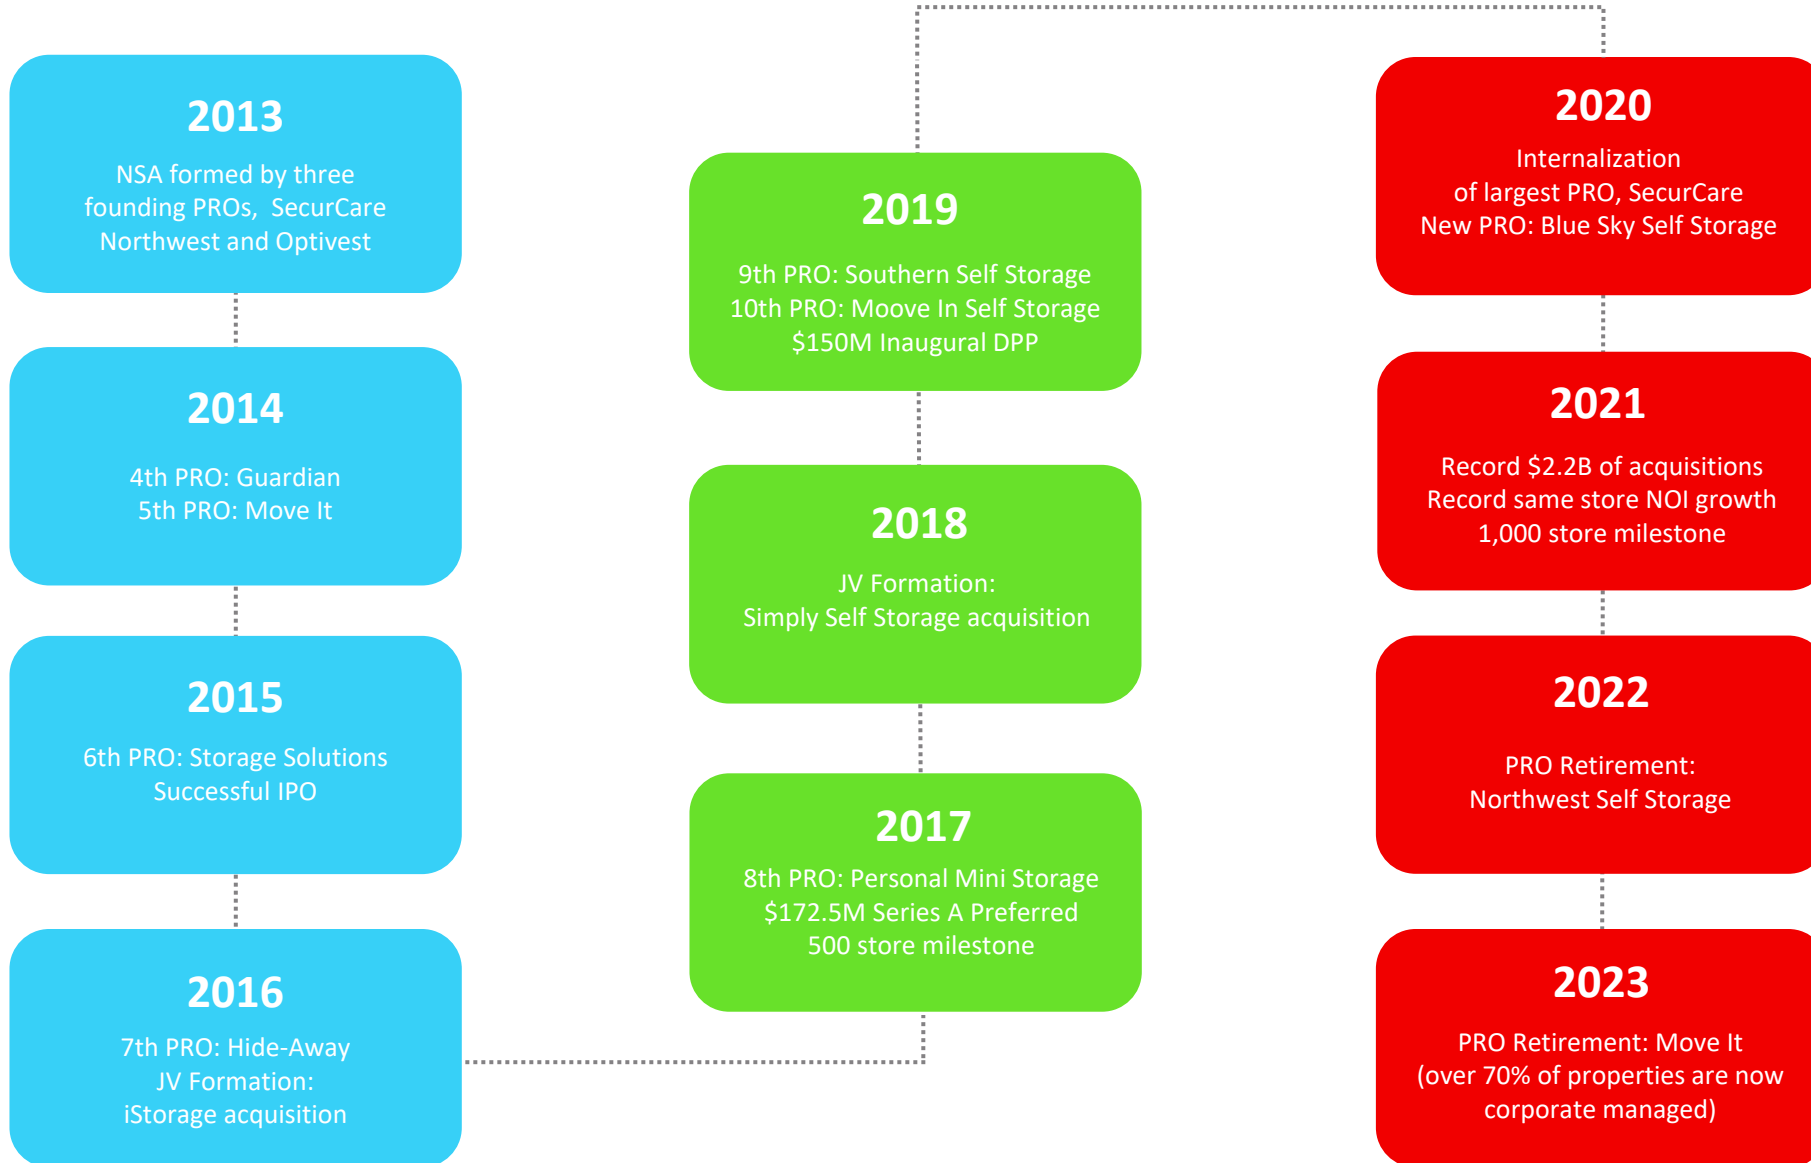 2013
NSA formed by three
founding PROs, SecurCare
Northwest and Optivest
2014
4th PRO: Guardian
5th PRO: Move It
2015
6th PRO: Storage Solutions
Successful IPO
2016
7th PRO: Hide-Away
JV Formation:
iStorage acquisition
2017
8th PRO: Personal Mini Storage
$172.5M Series A Preferred
500 store milestone
2018
JV Formation:
Simply Self Storage acquisition
2019
9th PRO: Southern Self Storage
10th PRO: Moove In Self Storage
$150M Inaugural DPP
2020
Internalization
of largest PRO, SecurCare
New PRO: Blue Sky Self Storage
2021
Record $2.2B of acquisitions
Record same store NOI growth
1,000 store milestone
2022
PRO Retirement:
Northwest Self Storage
2023
PRO Retirement: Move It
(over 70% of properties are now
corporate managed)